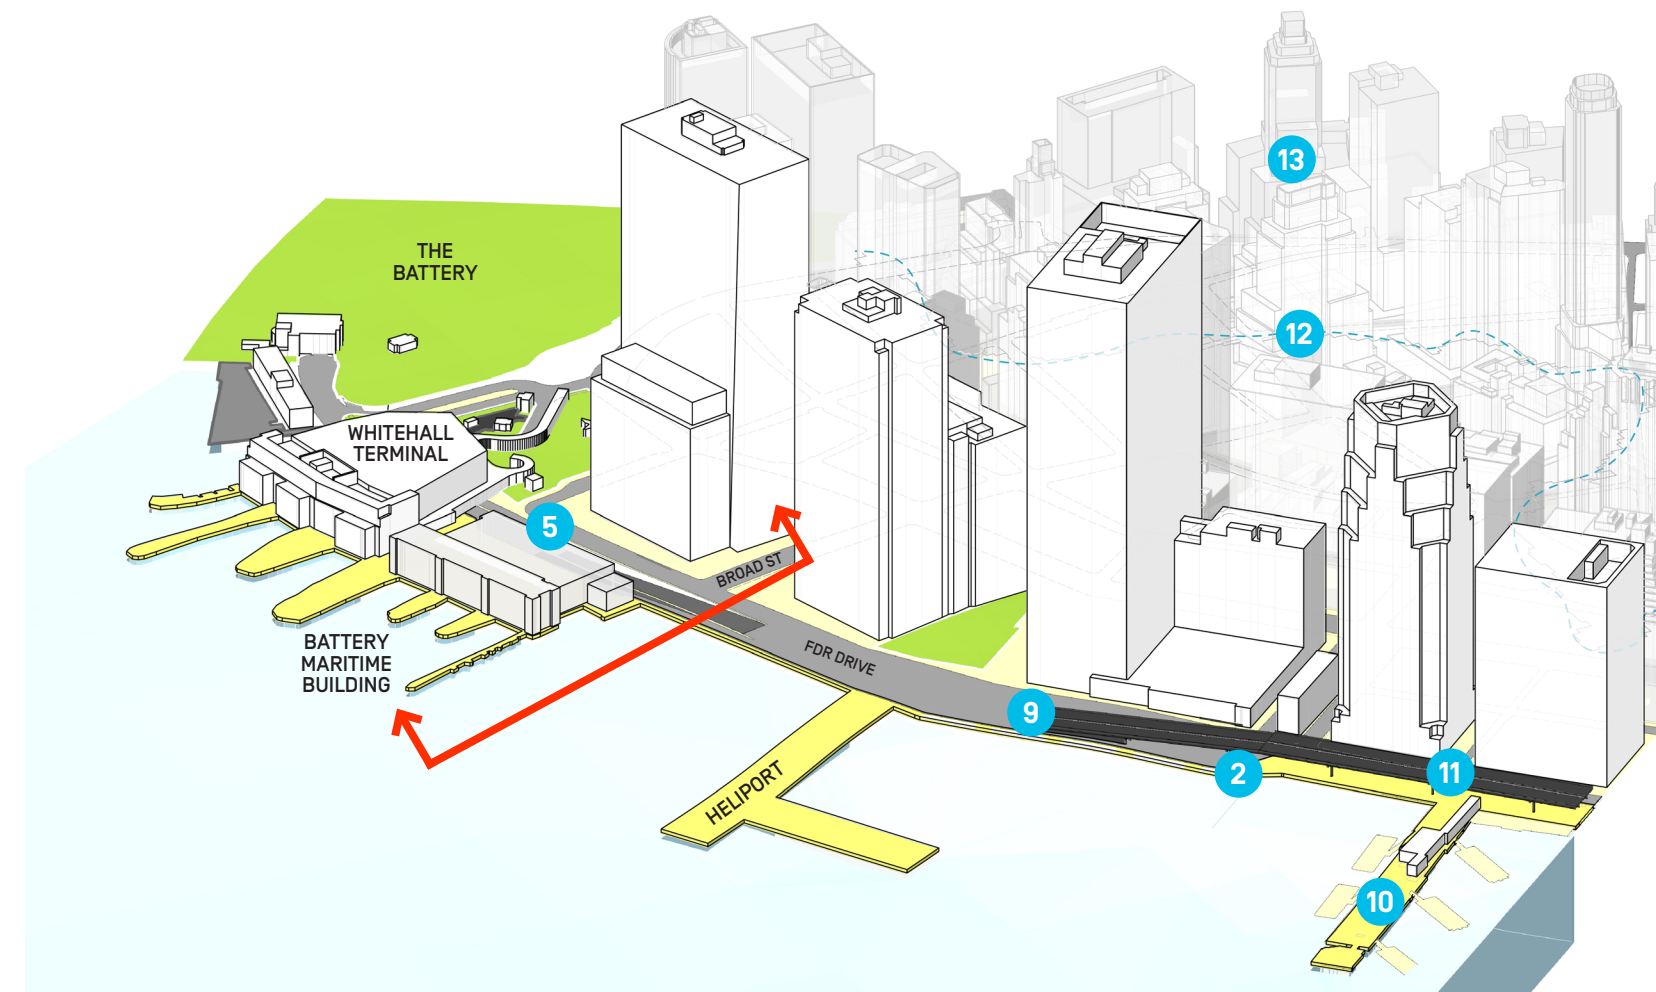 13
THE
BATTERY
12
WHITEHALL
TERMINAL
5
BROAD ST
BATTERY
MARITIME
BUILDING
FDR DRIVE
9
2
11
HELIPORT
10